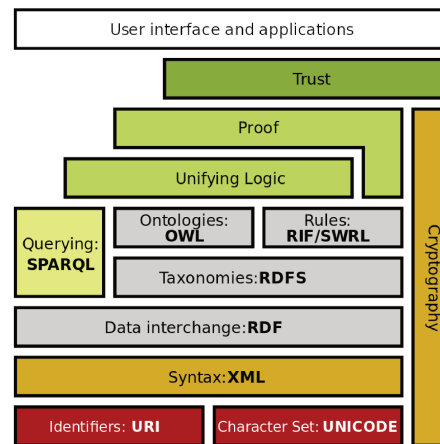 User interface and applications
Trust
Proof
Unifying Logic
Querying:
SPARQL
Ontologies:
OWL
Rules:
RIF/SWRL
Taxonomies:RDFS
Data interchange:RDF
Syntax:XML
Identifiers: URI
Character Set: UNICODE
Cryptography